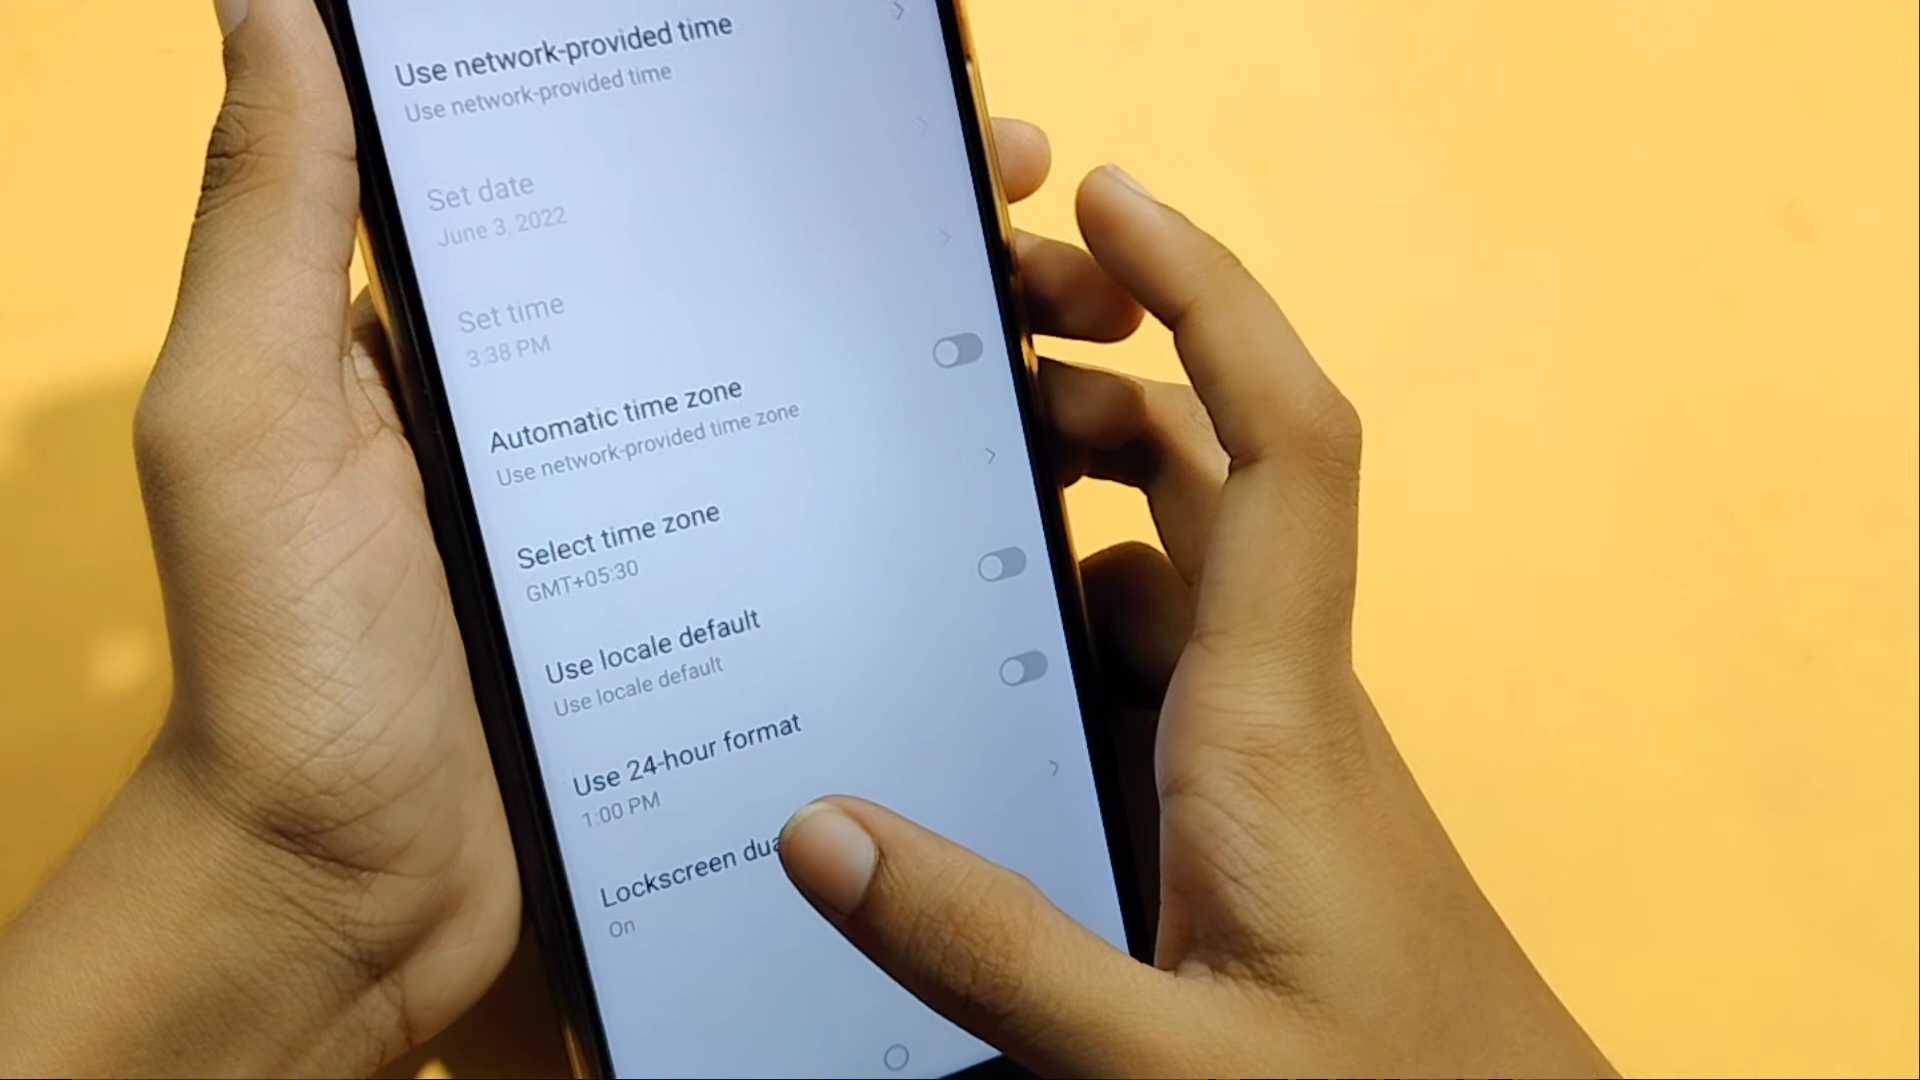 Use network-provided time
Use network-provided time
Set date
June 3, 2022
Set time
3:38 PM
Automatic time zone
Use network-provided time zone
Select time zone
GMT+05:30
Use locale default
Use locale default
Use 24-hour format
1:00 PM
Lockscreen
On